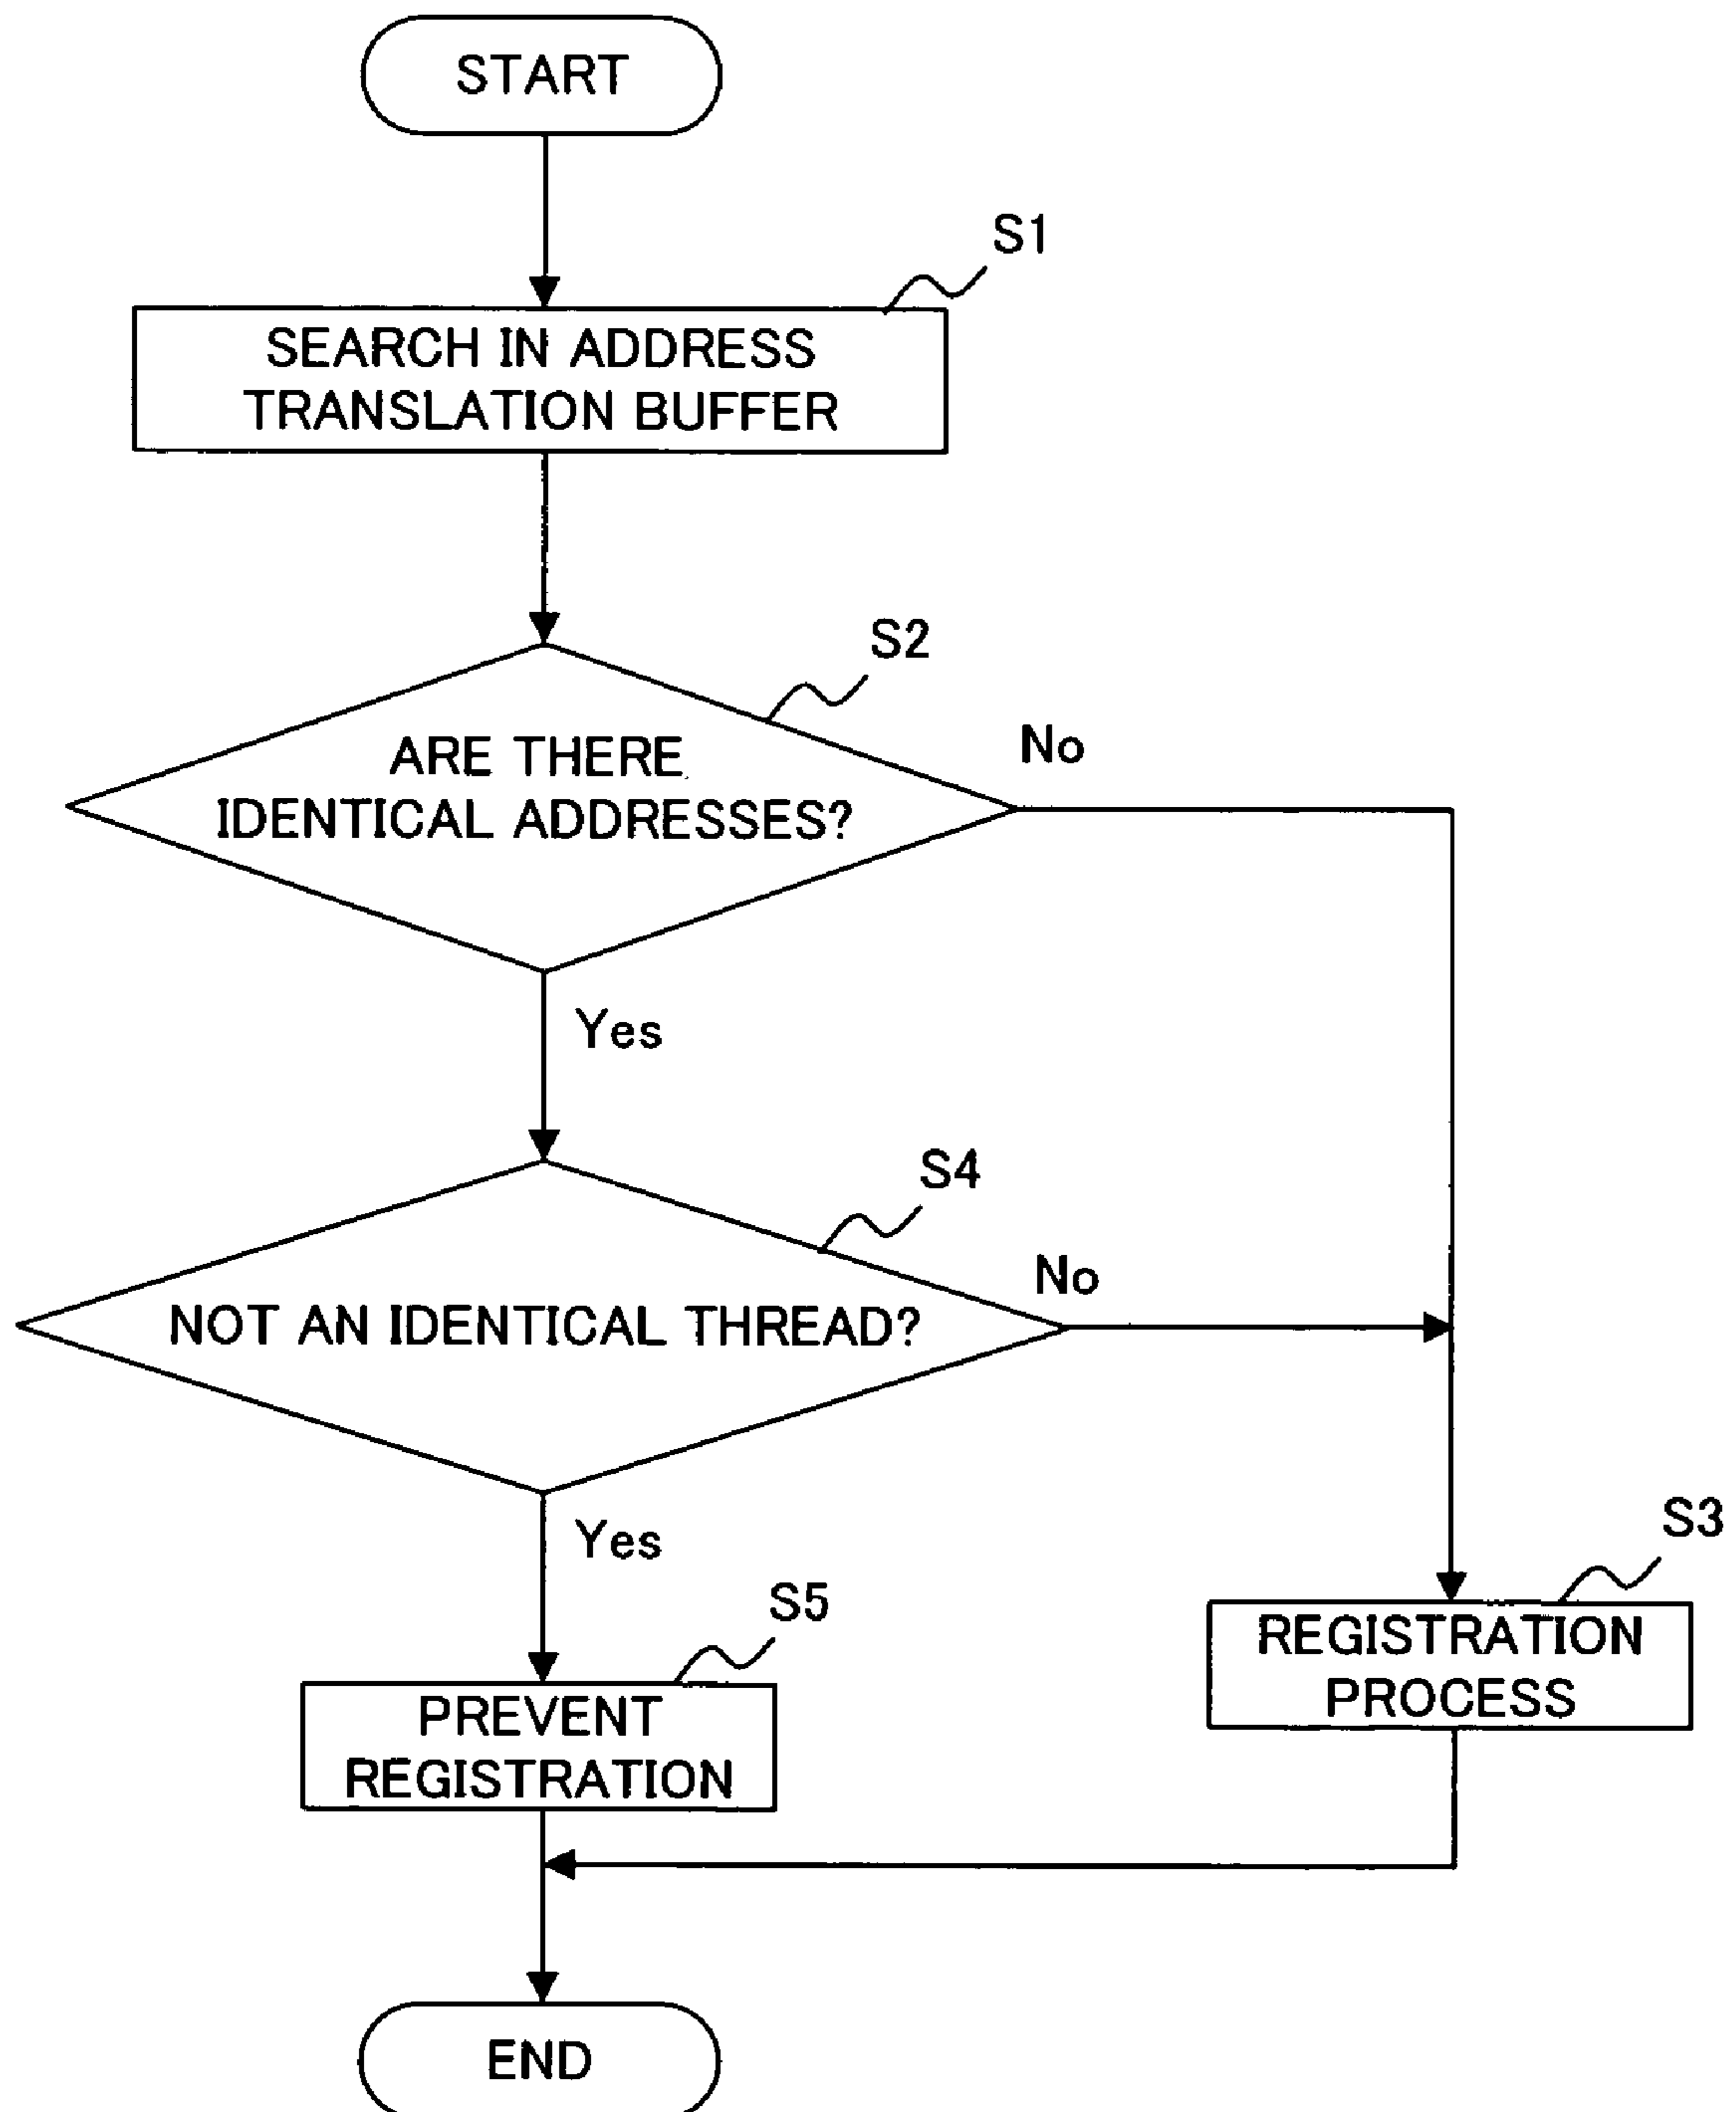 START
S1
SEARCH IN ADDRESS
TRANSLATION BUFFER
S2
ARE THERE
IDENTICAL ADDRESSES?
No
Yes
S4
NOT AN IDENTICAL THREAD?
No
Yes
S3
REGISTRATION
PROCESS
S5
PREVENT
REGISTRATION
END